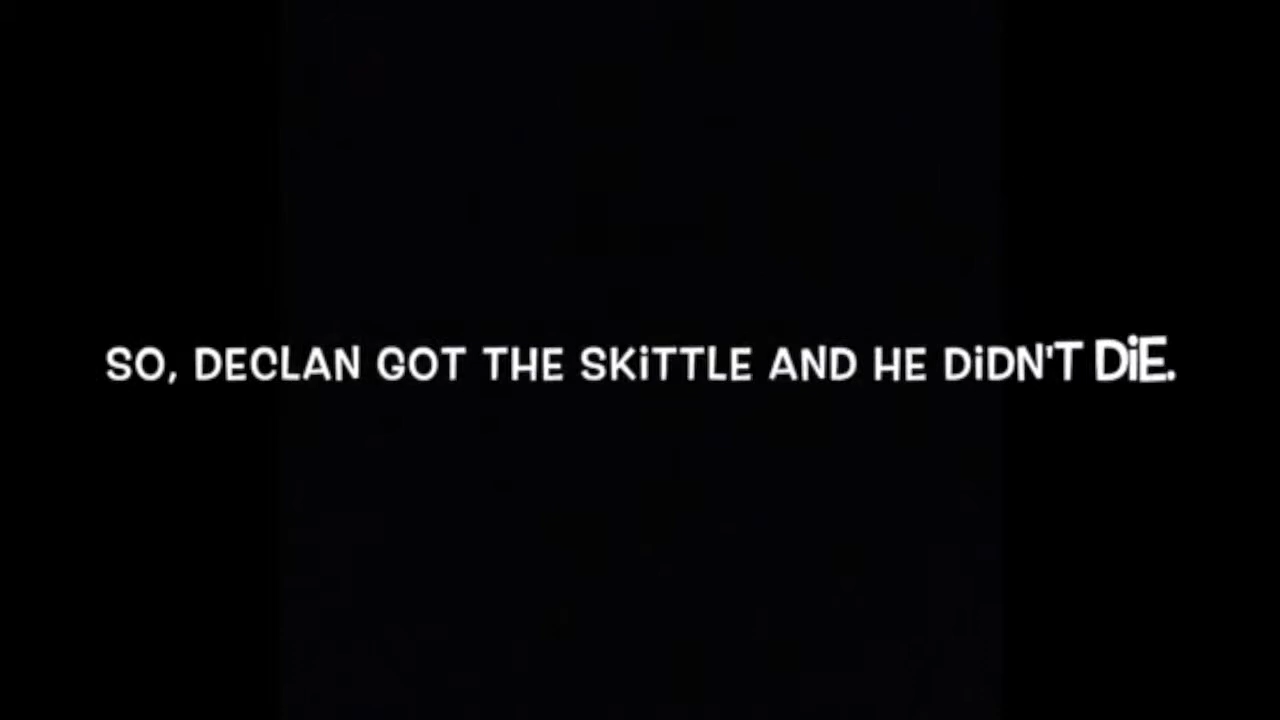 SO, DECLAN GOT THE SKiTTLE AND HE DiDN'T DiE.